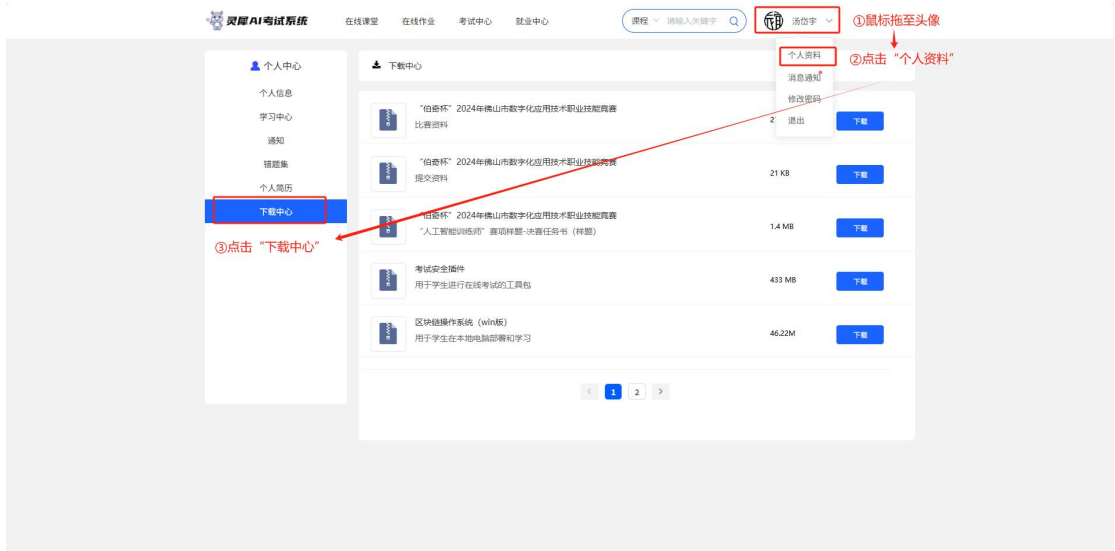 灵犀AI考试系统
在线课堂 在线作业 考试中心 就业中心
课程 请输入关键字
汤岱宇
①鼠标拖至头像
个人资料
②点击“个人资料”
消息通知
修改密码
退出
个人中心
个人信息
学习中心
通知
错题集
个人简历
下载中心
③点击“下载中心”
下载中心
“伯奇杯”2024年佛山市数字化应用技术职业技能竞赛
比赛资料
2
下载
“伯奇杯”2024年佛山市数字化应用技术职业技能竞赛
提交资料
21 KB
下载
“伯奇杯”2024年佛山市数字化应用技术职业技能竞赛
“人工智能训练师”赛项样题-决赛任务书（样题）
1.4 MB
下载
考试安全插件
用于学生进行在线考试的工具包
433 MB
下载
区块链操作系统（win版）
用于学生在本地电脑部署和学习
46.22M
下载
< 1 2 >